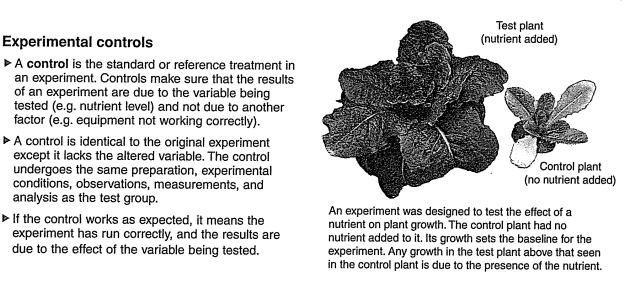 Experimental controls
▶ A control is the standard or reference treatment in
an experiment. Controls make sure that the results
of an experiment are due to the variable being
tested (e.g. nutrient level) and not due to another
factor (e.g. equipment not working correctly).
▶ A control is identical to the original experiment
except it lacks the altered variable. The control
undergoes the same preparation, experimental
conditions, observations, measurements, and
analysis as the test group.
▶ If the control works as expected, it means the
experiment has run correctly, and the results are
due to the effect of the variable being tested.
Test plant
(nutrient added)
Control plant
(no nutrient added)
An experiment was designed to test the effect of a
nutrient on plant growth. The control plant had no
nutrient added to it. Its growth sets the baseline for the
experiment. Any growth in the test plant above that seen
in the control plant is due to the presence of the nutrient.